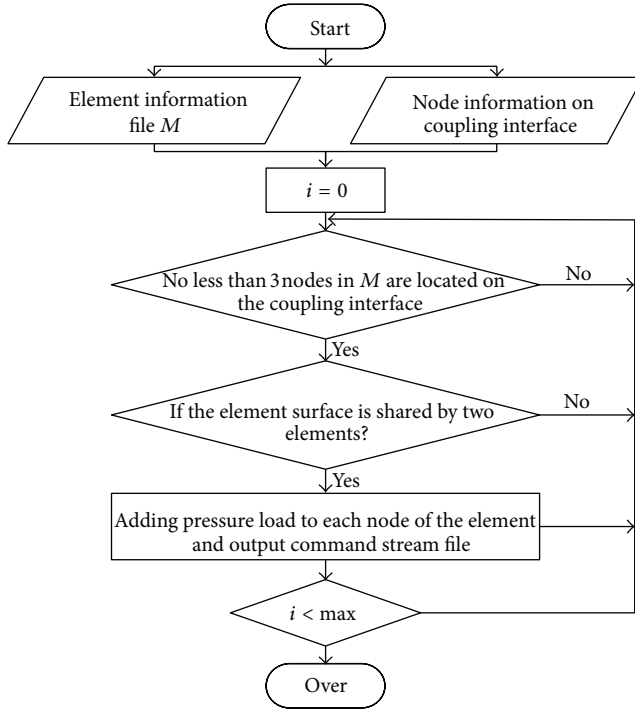 Start
Element information
file M
Node information on
coupling interface
i = 0
No less than 3 nodes in M are located on
the coupling interface
No
Yes
If the element surface is shared by two
elements?
No
Yes
Adding pressure load to each node of the element
and output command stream file
i < max
Over